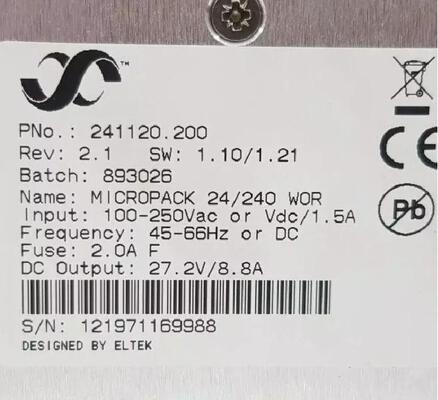 TM
PNo.: 241120.200
Rev: 2.1 SW: 1.10/1.21
Batch: 893026
Name: MICROPACK 24/240 WOR
Input: 100-250Vac or Vdc/1.5A
Frequency: 45-66Hz or DC
Fuse: 2.0A F
DC Output: 27.2V/8.8A
S/N: 121971169988
DESIGNED BY ELTEK
CE
Pb